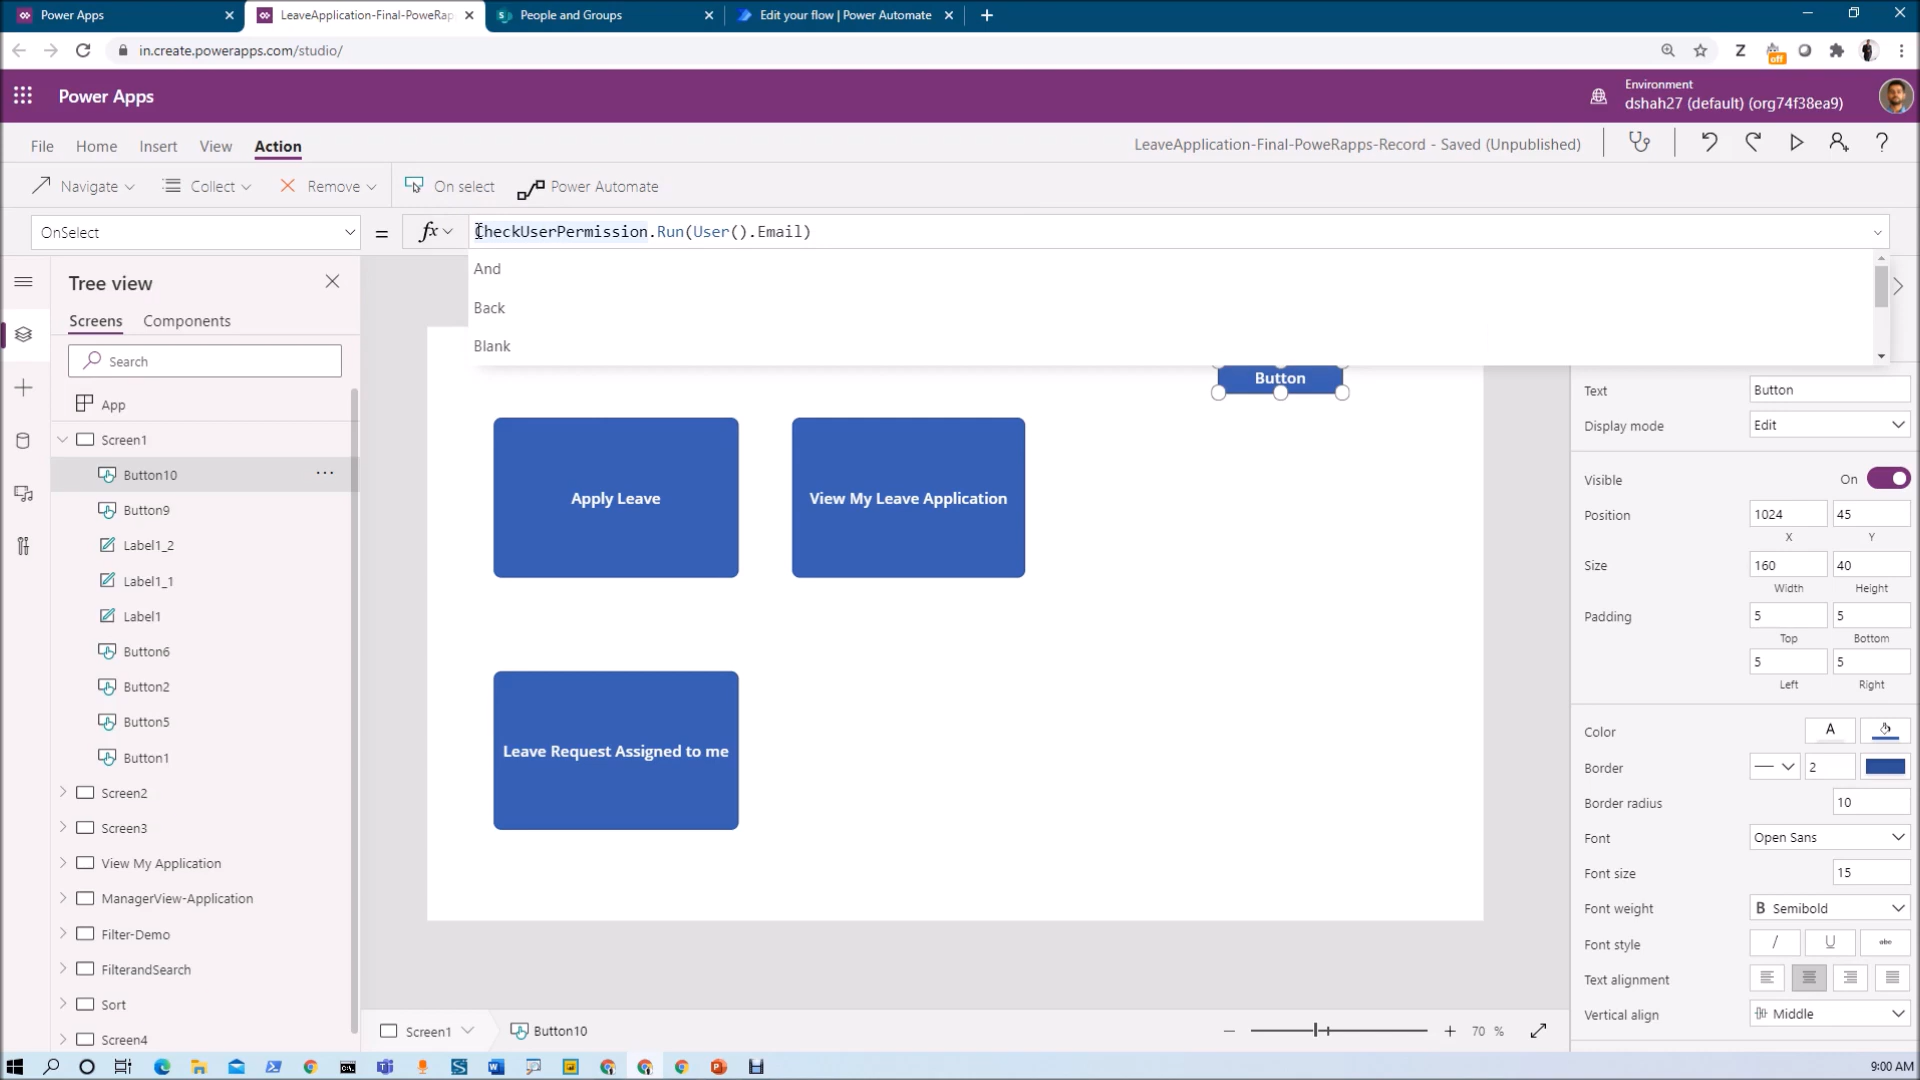 Power Apps
LeaveApplication-Final-PoweRap
People and Groups
Edit your flow | Power Automate
in.create.powerapps.com/studio/
Z
off
Power Apps
Environment
dshah27 (default) (org74f38ea9)
File Home Insert View Action
LeaveApplication-Final-PoweRapps-Record - Saved (Unpublished)
Navigate Collect Remove On select Power Automate
OnSelect = fx CheckUserPermission.Run(User().Email)
And
Back
Blank
Tree view
Screens Components
Search
App
Screen1
Button10
Button9
Label1_2
Label1_1
Label1
Button6
Button2
Button5
Button1
Screen2
Screen3
View My Application
ManagerView-Application
Filter-Demo
FilterandSearch
Sort
Screen4
Button
Apply Leave
View My Leave Application
Leave Request Assigned to me
Text Button
Display mode Edit
Visible On
Position 1024 45
X Y
Size 160 40
Width Height
Padding 5 5
Top Bottom
5 5
Left Right
Color A
Border 2
Border radius 10
Font Open Sans
Font size 15
Font weight B Semibold
Font style / U abc
Text alignment
Vertical align Middle
Screen1 Button10
70 %
9:00 AM